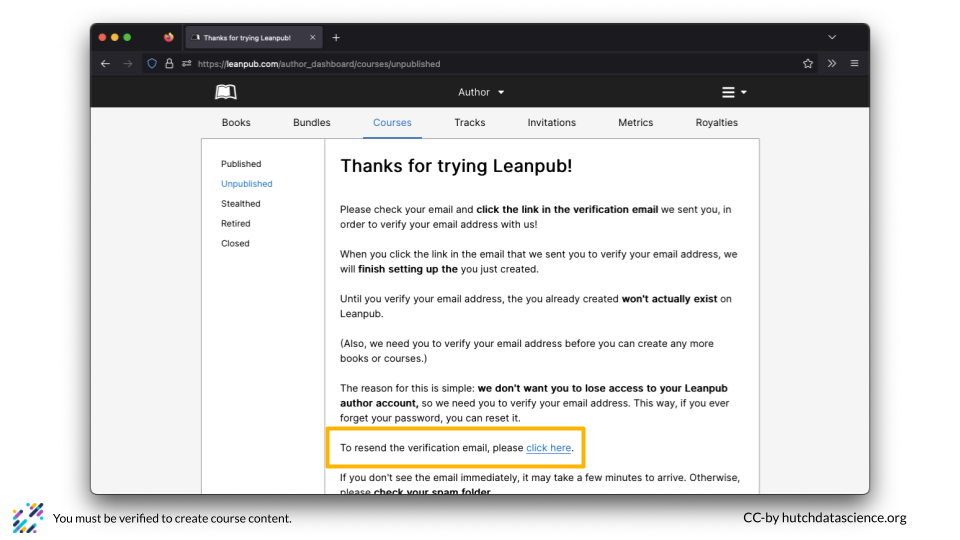 Thanks for trying Leanpub!
https://leanpub.com/author_dashboard/courses/unpublished
Author
Books Bundles Courses Tracks Invitations Metrics Royalties
Published
Unpublished
Stealthed
Retired
Closed
Thanks for trying Leanpub!
Please check your email and click the link in the verification email we sent you, in
order to verify your email address with us!
When you click the link in the email that we sent you to verify your email address, we
will finish setting up the you just created.
Until you verify your email address, the you already created won't actually exist on
Leanpub.
(Also, we need you to verify your email address before you can create any more
books or courses.)
The reason for this is simple: we don't want you to lose access to your Leanpub
author account, so we need you to verify your email address. This way, if you ever
forget your password, you can reset it.
To resend the verification email, please click here.
If you don't see the email immediately, it may take a few minutes to arrive. Otherwise,
please check your spam folder
You must be verified to create course content.
CC-by hutchdatascience.org